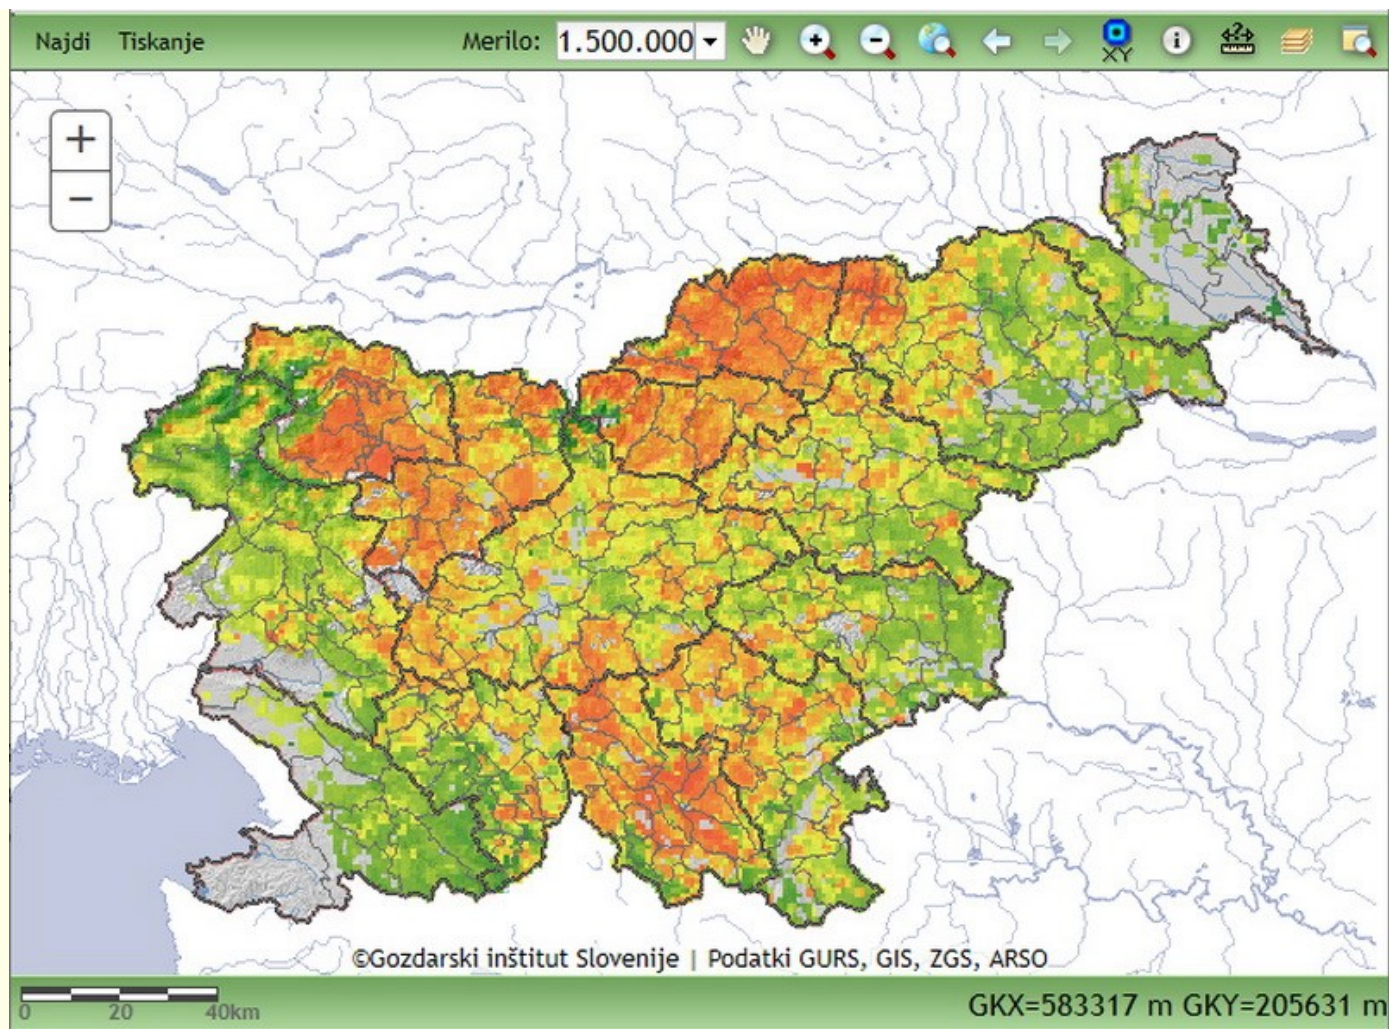 Najdi Tiskanje Merilo: 1.500.000 XY
+
−
©Gozdarski inštitut Slovenije | Podatki GURS, GIS, ZGS, ARSO
0 20 40km
GKX=583317 m GKY=205631 m